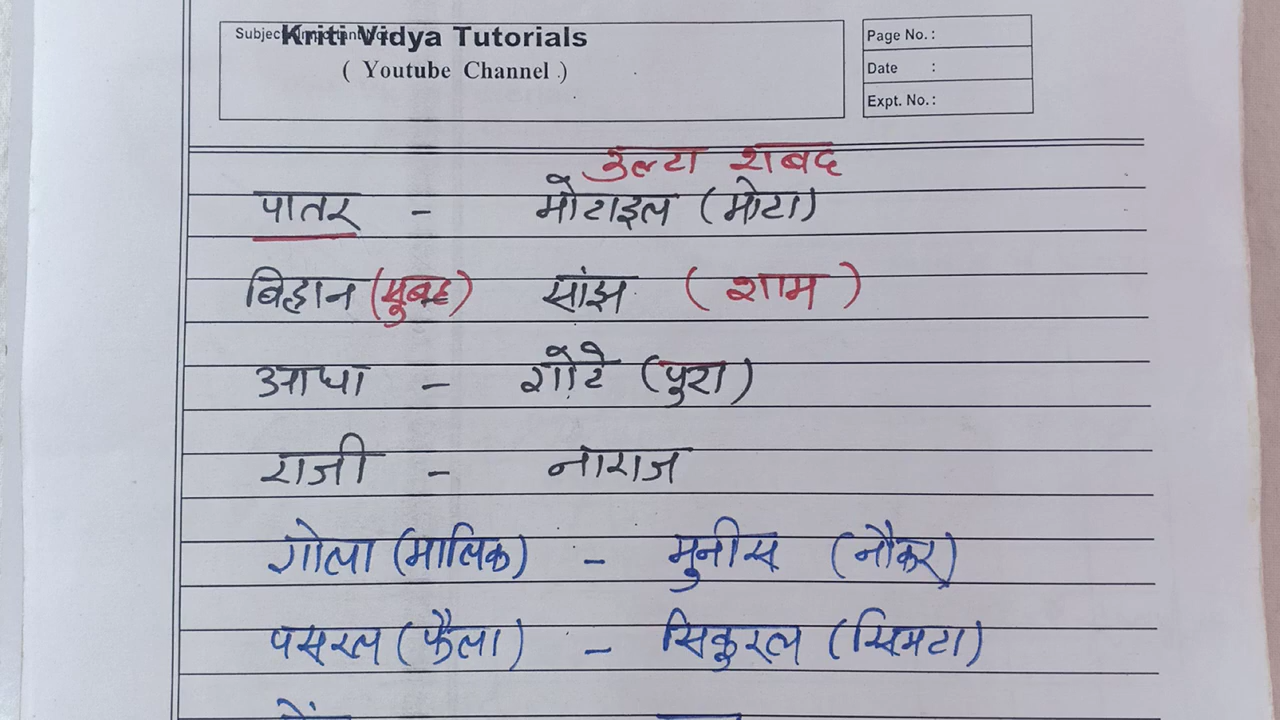 Kriti Vidya Tutorials
( Youtube Channel )
Page No. :
Date :
Expt. No. :
उल्टा शबद
पातर - मोटाइल (मोटा)
बिहान (सुबह) सांझ (शाम)
आधा - गोटे (पुरा)
राजी - नाराज
गोला (मालिक) - मुनीस (नौकर)
पसरल (फैला) - सिकुरल (सिमटा)